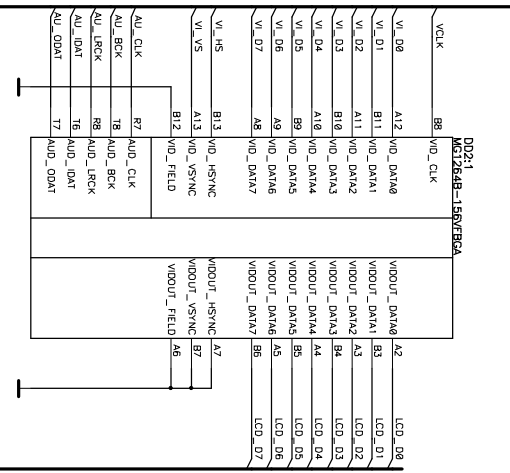 DD2:1
MG1264B-156VFBGA
VCLK B8 VID_CLK
VI_D0 A12 VID_DATA0 VIDOUT_DATA0 A2 LCD_D0
VI_D1 B11 VID_DATA1 VIDOUT_DATA1 B3 LCD_D1
VI_D2 A11 VID_DATA2 VIDOUT_DATA2 A3 LCD_D2
VI_D3 B10 VID_DATA3 VIDOUT_DATA3 B4 LCD_D3
VI_D4 A10 VID_DATA4 VIDOUT_DATA4 A4 LCD_D4
VI_D5 B9 VID_DATA5 VIDOUT_DATA5 B5 LCD_D5
VI_D6 A9 VID_DATA6 VIDOUT_DATA6 A5 LCD_D6
VI_D7 A8 VID_DATA7 VIDOUT_DATA7 B6 LCD_D7
VI_HS B13 VID_HSYNC VIDOUT_HSYNC A7
VI_VS A13 VID_VSYNC VIDOUT_VSYNC B7
B12 VID_FIELD VIDOUT_FIELD A6
AU_CLK R7 AUD_CLK
AU_BCK T8 AUD_BCK
AU_LRCK R8 AUD_LRCK
AU_IDAT T6 AUD_IDAT
AU_ODAT T7 AUD_ODAT